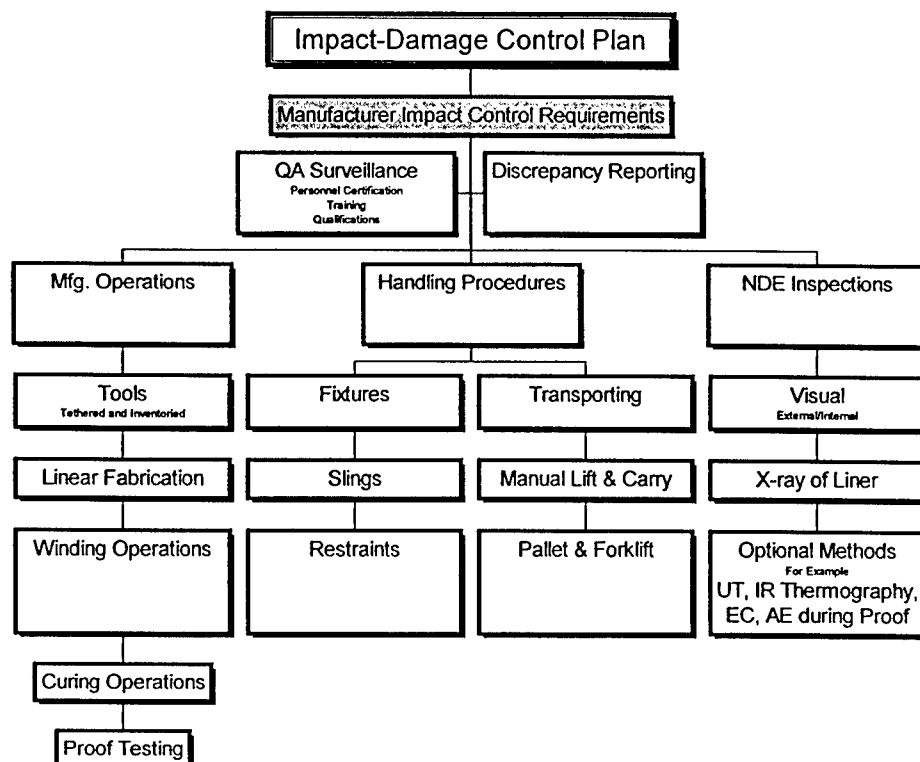 Impact-Damage Control Plan
Manufacturer Impact Control Requirements
QA Surveillance
Personnel Certification
Training
Qualifications
Discrepancy Reporting
Mfg. Operations
Handling Procedures
NDE Inspections
Tools
Tethered and Inventoried
Fixtures
Transporting
Visual
External/Internal
Linear Fabrication
Slings
Manual Lift & Carry
X-ray of Liner
Winding Operations
Restraints
Pallet & Forklift
Optional Methods
For Example
UT, IR Thermography,
EC, AE during Proof
Curing Operations
Proof Testing